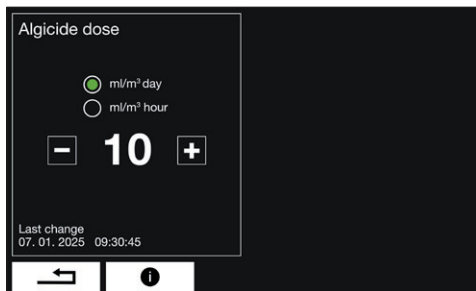 Algicide dose
ml/m³ day
ml/m³ hour
− 10 +
Last change
07. 01. 2025 09:30:45
i